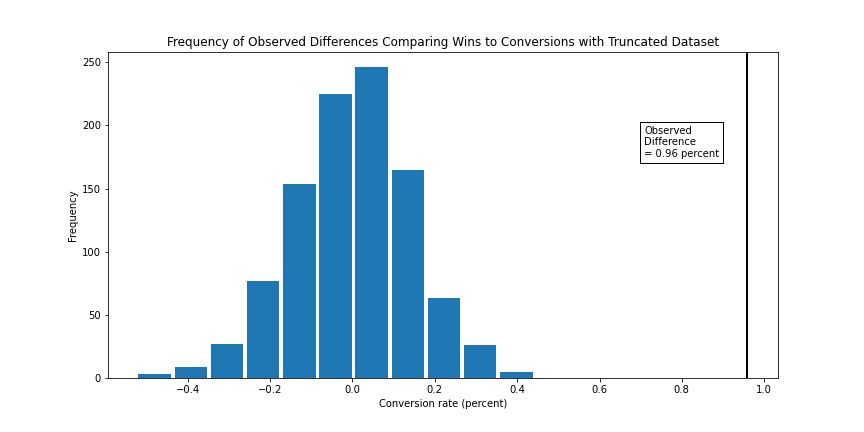 Frequency of Observed Differences Comparing Wins to Conversions with Truncated Dataset
250
200
150
100
50
0
Frequency
Observed
Difference
= 0.96 percent
−0.4
−0.2
0.0
0.2
0.4
0.6
0.8
1.0
Conversion rate (percent)